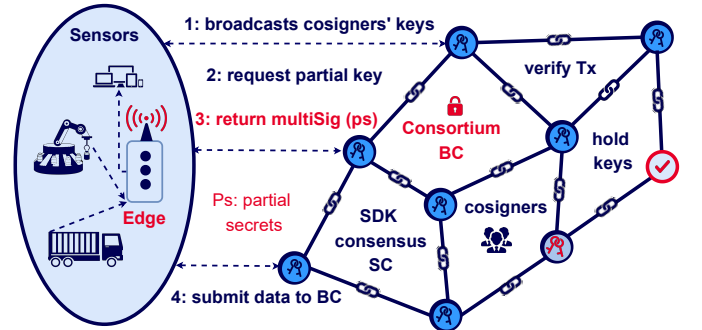 Sensors
1: broadcasts cosigners' keys
2: request partial key
3: return multiSig (ps)
Edge
Ps: partial
secrets
4: submit data to BC
verify Tx
Consortium
BC
hold
keys
cosigners
SDK
consensus
SC